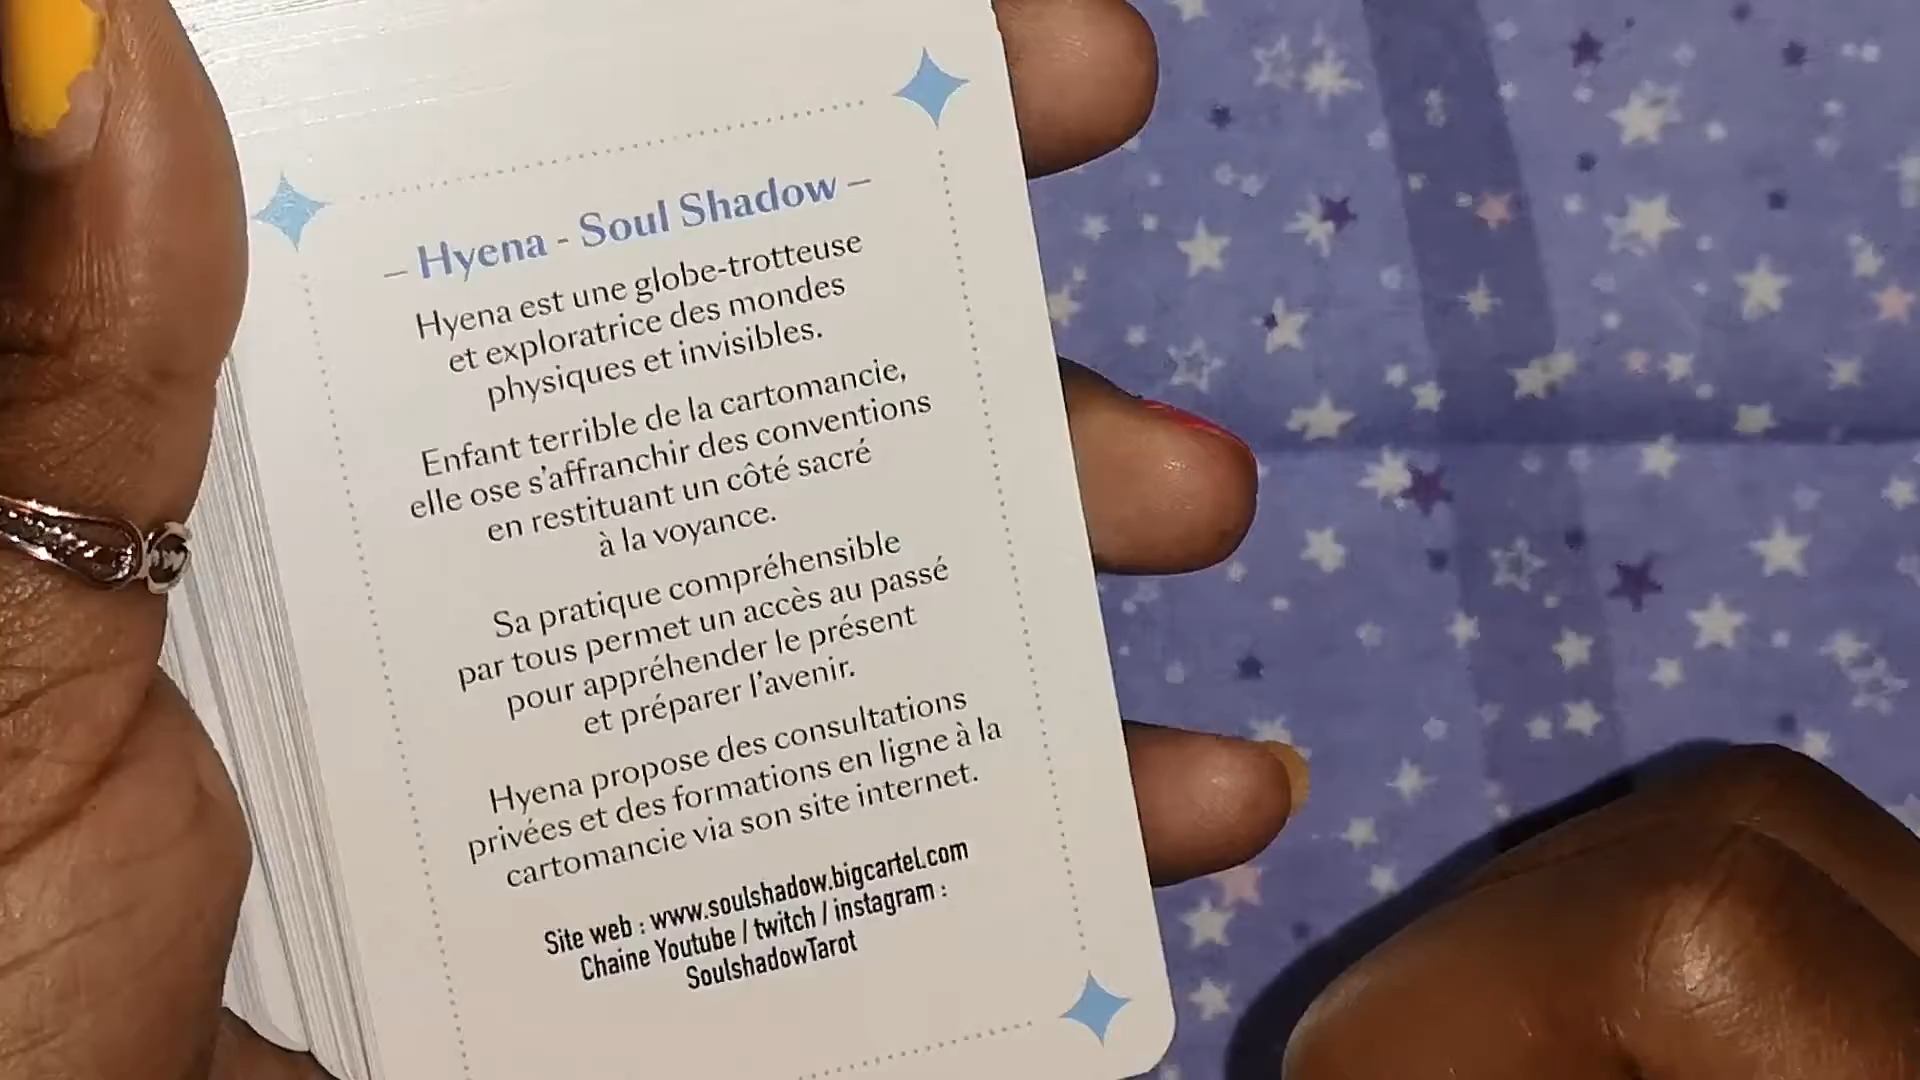 – Hyena - Soul Shadow –
Hyena est une globe-trotteuse
et exploratrice des mondes
physiques et invisibles.
Enfant terrible de la cartomancie,
elle ose s'affranchir des conventions
en restituant un côté sacré
à la voyance.
Sa pratique compréhensible
par tous permet un accès au passé
pour appréhender le présent
et préparer l'avenir.
Hyena propose des consultations
privées et des formations en ligne à la
cartomancie via son site internet.
Site web : www.soulshadow.bigcartel.com
Chaine Youtube / twitch / instagram :
SoulshadowTarot